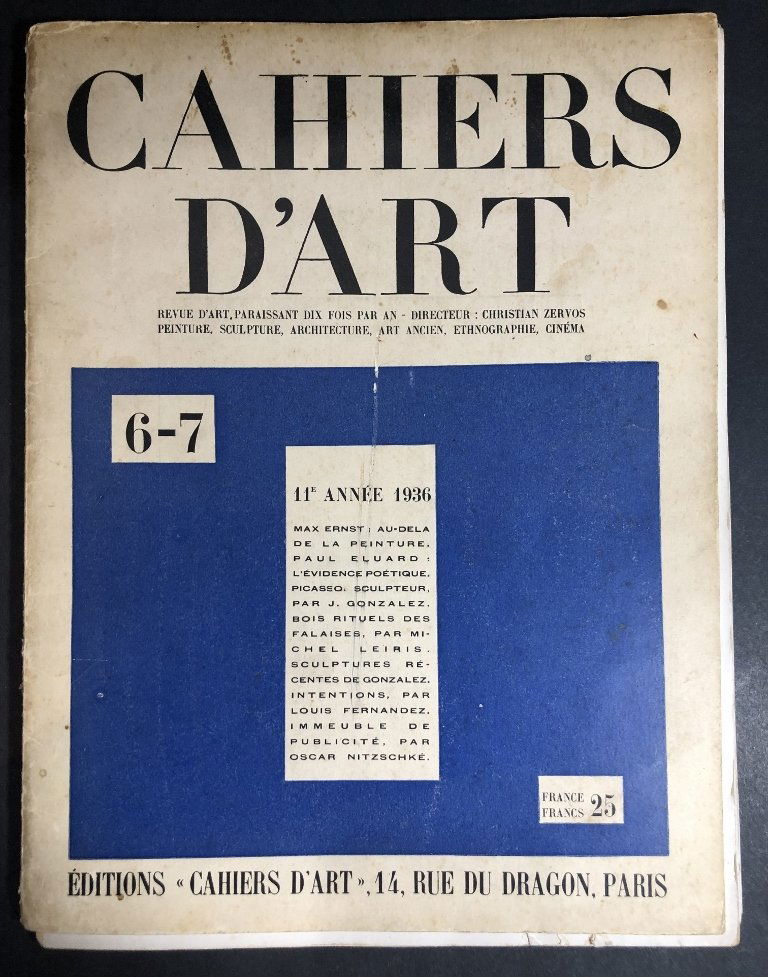 CAHIERS
D'ART
REVUE D'ART, PARAISSANT DIX FOIS PAR AN - DIRECTEUR : CHRISTIAN ZERVOS
PEINTURE, SCULPTURE, ARCHITECTURE, ART ANCIEN, ETHNOGRAPHIE, CINÉMA
6-7
11E ANNÉE 1936
MAX ERNST : AU-DELA
DE LA PEINTURE.
PAUL ELUARD :
L'ÉVIDENCE POÉTIQUE.
PICASSO. SCULPTEUR,
PAR J. GONZALEZ.
BOIS RITUELS DES
FALAISES, PAR MI-
CHEL LEIRIS.
SCULPTURES RÉ-
CENTES DE GONZALEZ.
INTENTIONS, PAR
LOUIS FERNANDEZ.
IMMEUBLE DE
PUBLICITÉ, PAR
OSCAR NITZSCHKÉ.
FRANCE
FRANCS 25
ÉDITIONS « CAHIERS D'ART », 14, RUE DU DRAGON, PARIS